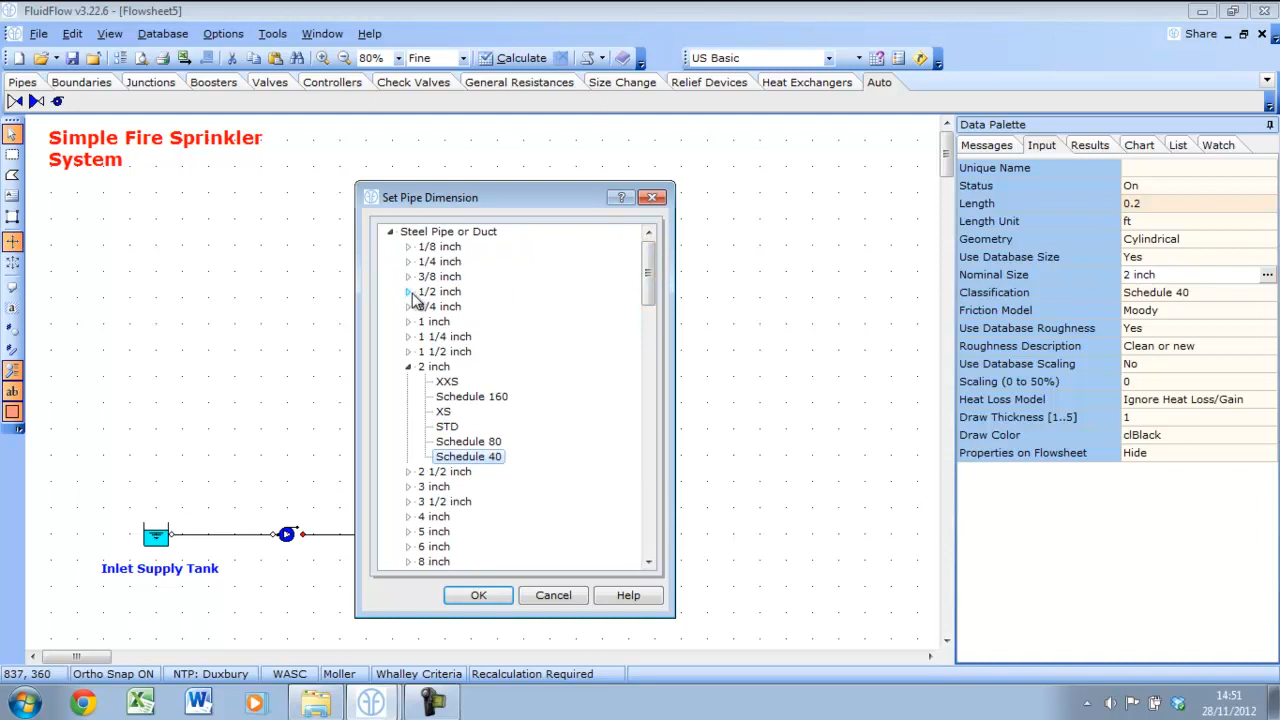 FluidFlow v3.22.6 - [Flowsheet5]
File Edit View Database Options Tools Window Help Share
80% Fine Calculate US Basic
Pipes Boundaries Junctions Boosters Valves Controllers Check Valves General Resistances Size Change Relief Devices Heat Exchangers Auto
Simple Fire Sprinkler
System
Inlet Supply Tank
Set Pipe Dimension
Steel Pipe or Duct
1/8 inch
1/4 inch
3/8 inch
1/2 inch
/4 inch
1 inch
1 1/4 inch
1 1/2 inch
2 inch
XXS
Schedule 160
XS
STD
Schedule 80
Schedule 40
2 1/2 inch
3 inch
3 1/2 inch
4 inch
5 inch
6 inch
8 inch
OK Cancel Help
Data Palette
Messages Input Results Chart List Watch
Unique Name
Status On
Length 0.2
Length Unit ft
Geometry Cylindrical
Use Database Size Yes
Nominal Size 2 inch ...
Classification Schedule 40
Friction Model Moody
Use Database Roughness Yes
Roughness Description Clean or new
Use Database Scaling No
Scaling (0 to 50%) 0
Heat Loss Model Ignore Heat Loss/Gain
Draw Thickness [1..5] 1
Draw Color clBlack
Properties on Flowsheet Hide
837, 360 Ortho Snap ON NTP: Duxbury WASC Moller Whalley Criteria Recalculation Required
14:51
28/11/2012